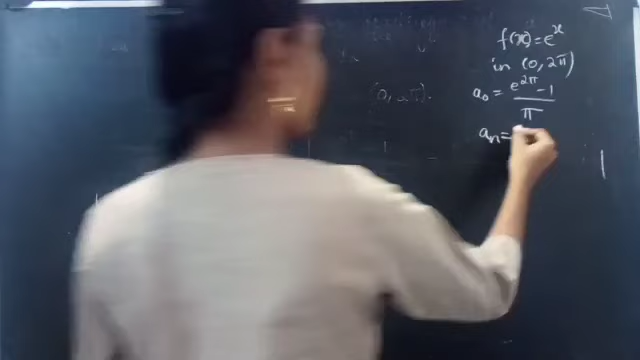 f(x) = e^x
in (0, 2π)
a₀ = (e^{2π} - 1)/π
(0, 2π).
aₙ =